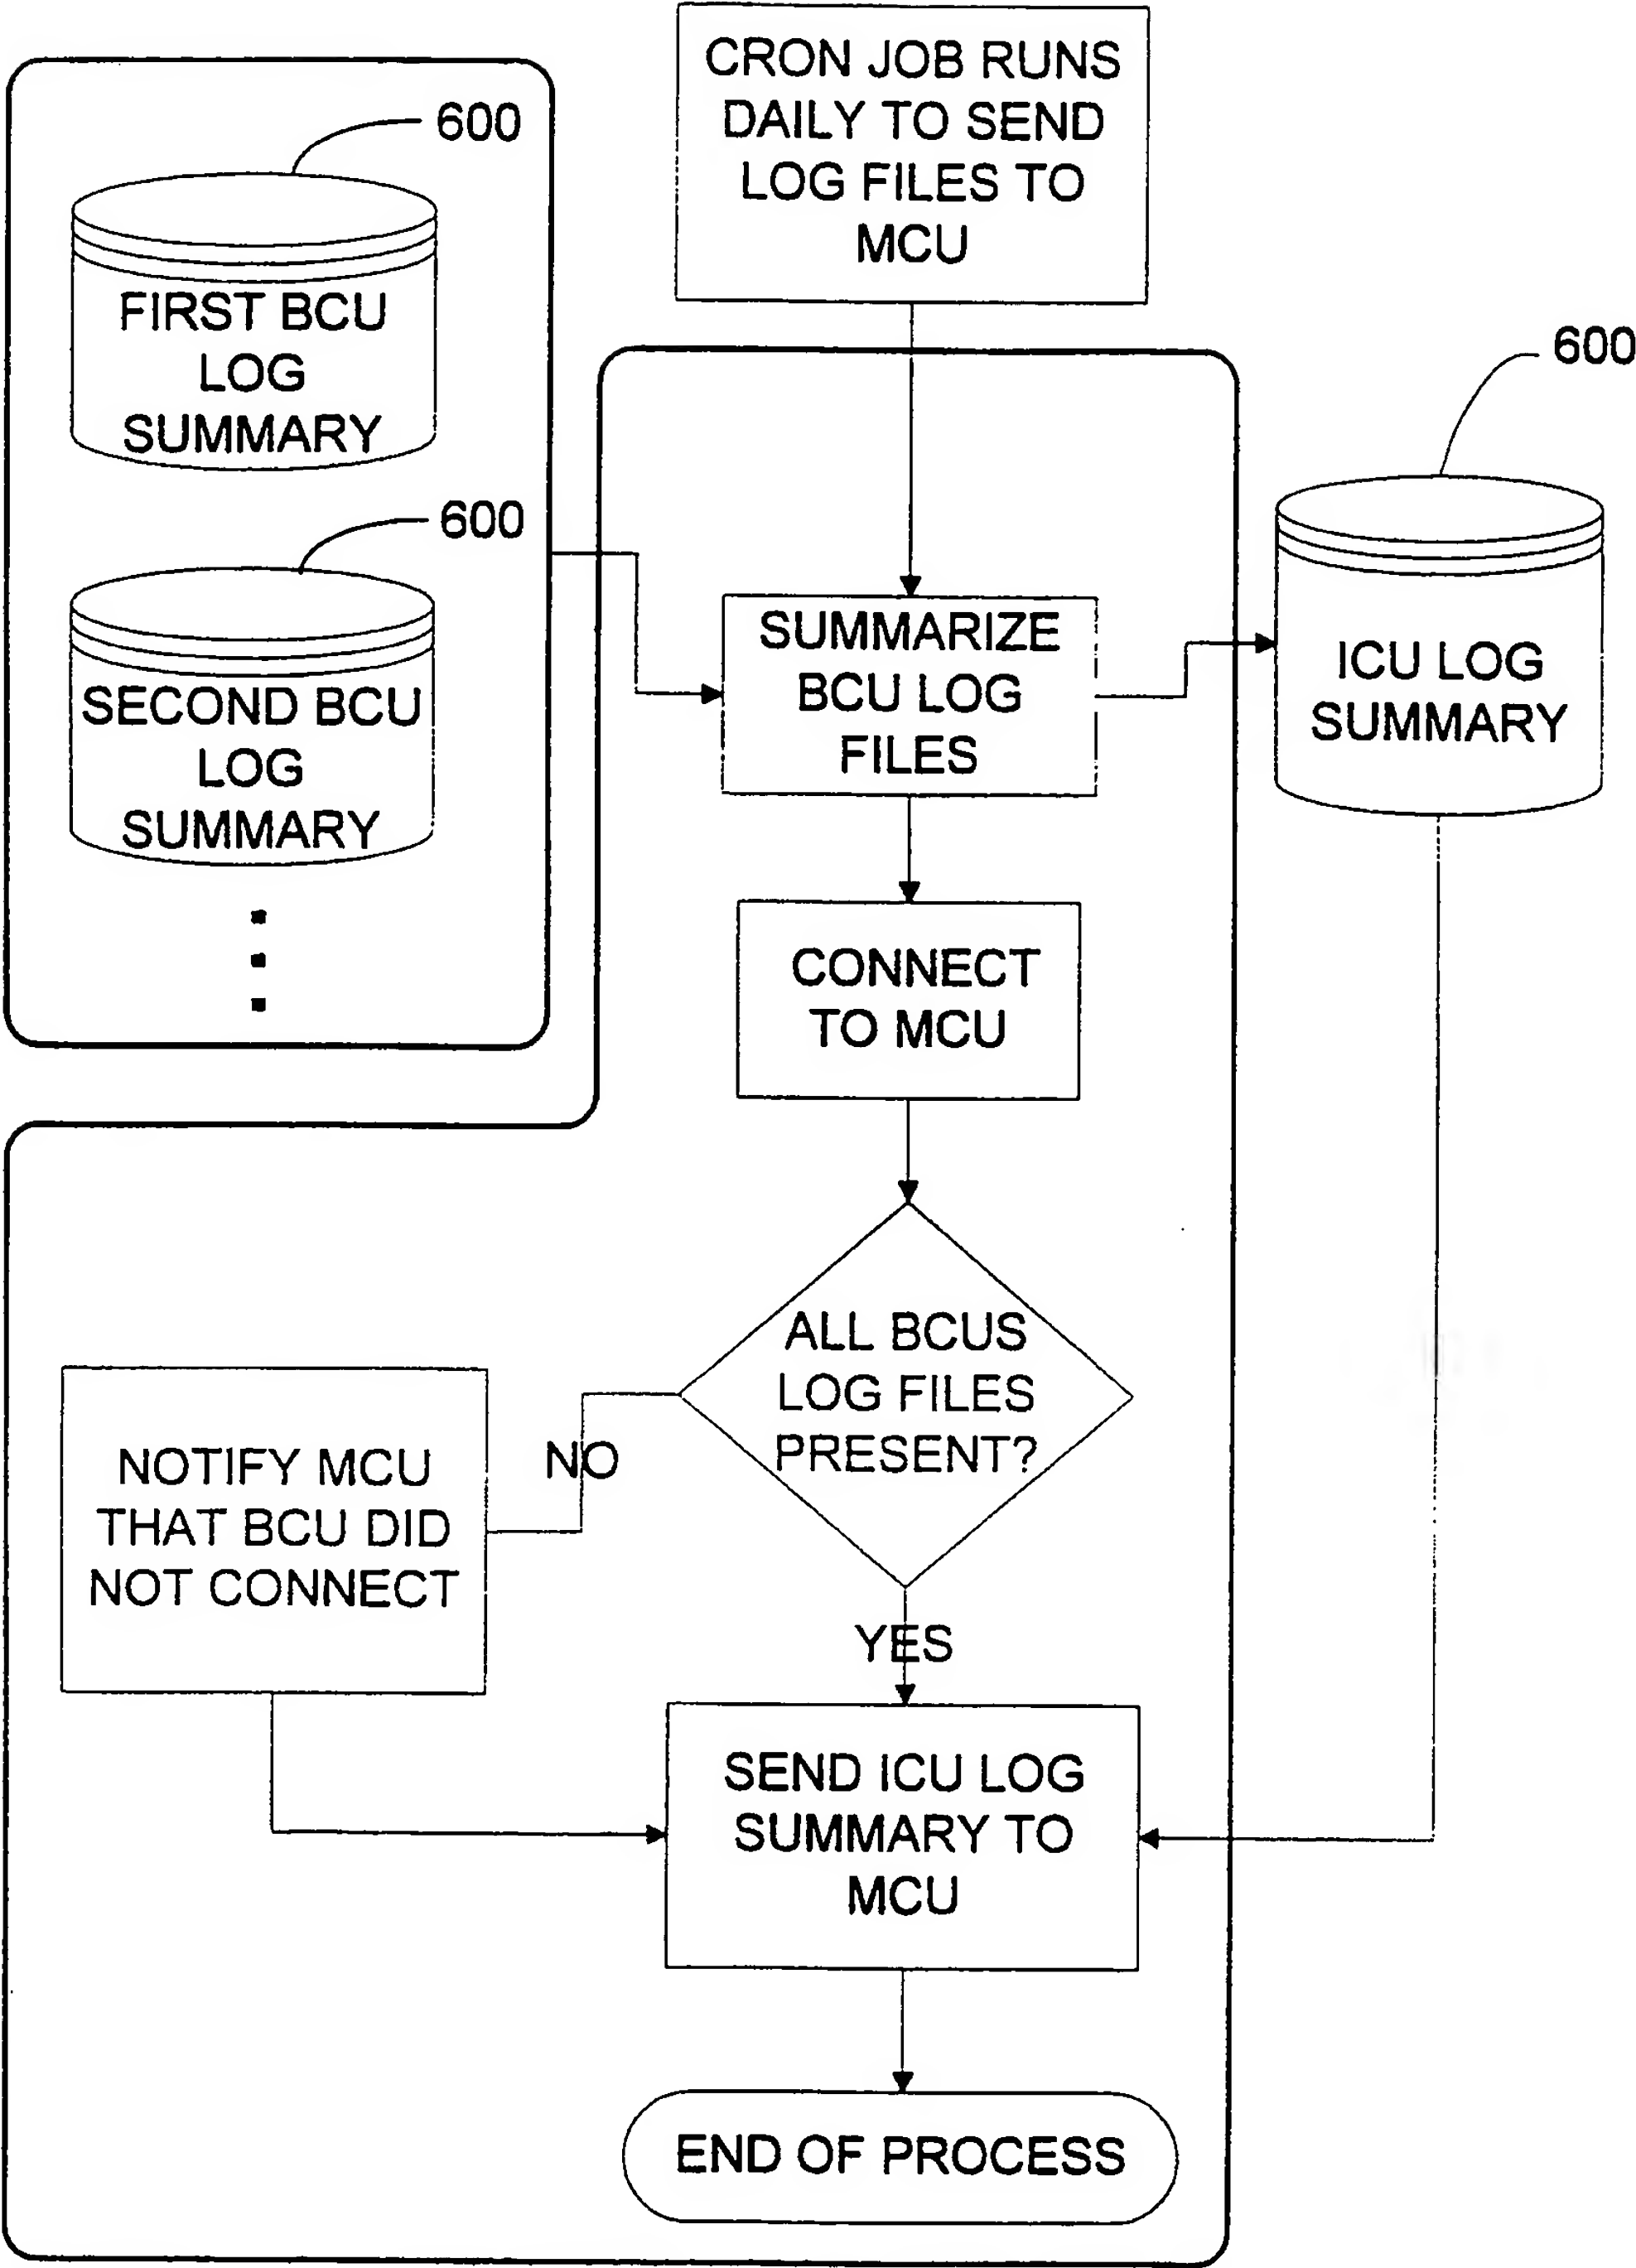 CRON JOB RUNS
DAILY TO SEND
LOG FILES TO
MCU
600
FIRST BCU
LOG
SUMMARY
600
SECOND BCU
LOG
SUMMARY
600
ICU LOG
SUMMARY
SUMMARIZE
BCU LOG
FILES
CONNECT
TO MCU
ALL BCUS
LOG FILES
PRESENT?
NO
NOTIFY MCU
THAT BCU DID
NOT CONNECT
YES
SEND ICU LOG
SUMMARY TO
MCU
END OF PROCESS